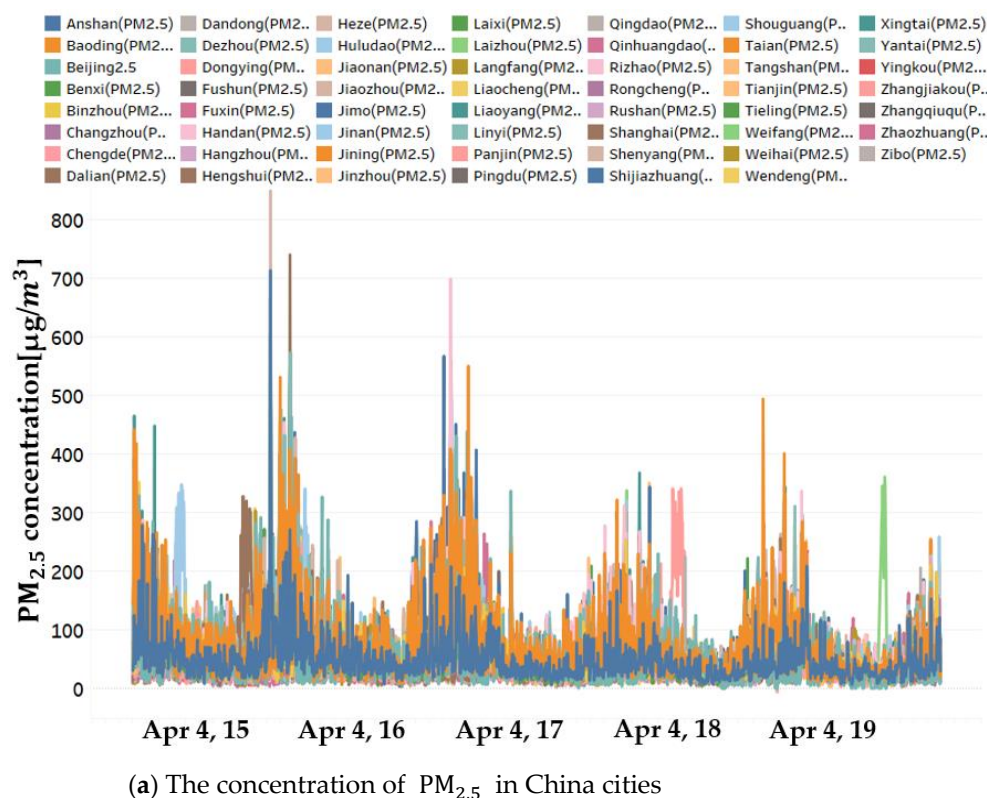 Anshan(PM2.5) Dandong(PM2... Heze(PM2.5) Laixi(PM2.5) Qingdao(PM2... Shouguang(P.. Xingtai(PM2.5)
Baoding(PM2... Dezhou(PM2.5) Huludao(PM2... Laizhou(PM2.5) Qinhuangdao(.. Taian(PM2.5) Yantai(PM2.5)
Beijing2.5 Dongying(PM.. Jiaonan(PM2.5) Langfang(PM2.. Rizhao(PM2.5) Tangshan(PM.. Yingkou(PM2...
Benxi(PM2.5) Fushun(PM2.5) Jiaozhou(PM2... Liaocheng(PM... Rongcheng(P.. Tianjin(PM2.5) Zhangjiakou(P...
Binzhou(PM2... Fuxin(PM2.5) Jimo(PM2.5) Liaoyang(PM2... Rushan(PM2.5) Tieling(PM2.5) Zhangqiuqu(P...
Changzhou(P... Handan(PM2.5) Jinan(PM2.5) Linyi(PM2.5) Shanghai(PM2... Weifang(PM2... Zhaozhuang(P...
Chengde(PM2... Hangzhou(PM... Jining(PM2.5) Panjin(PM2.5) Shenyang(PM.. Weihai(PM2.5) Zibo(PM2.5)
Dalian(PM2.5) Hengshui(PM2.. Jinzhou(PM2.5) Pingdu(PM2.5) Shijiazhuang(.. Wendeng(PM..
PM2.5 concentration[μg/m³]
800
700
600
500
400
300
200
100
0
Apr 4, 15 Apr 4, 16 Apr 4, 17 Apr 4, 18 Apr 4, 19
(a) The concentration of PM2.5 in China cities